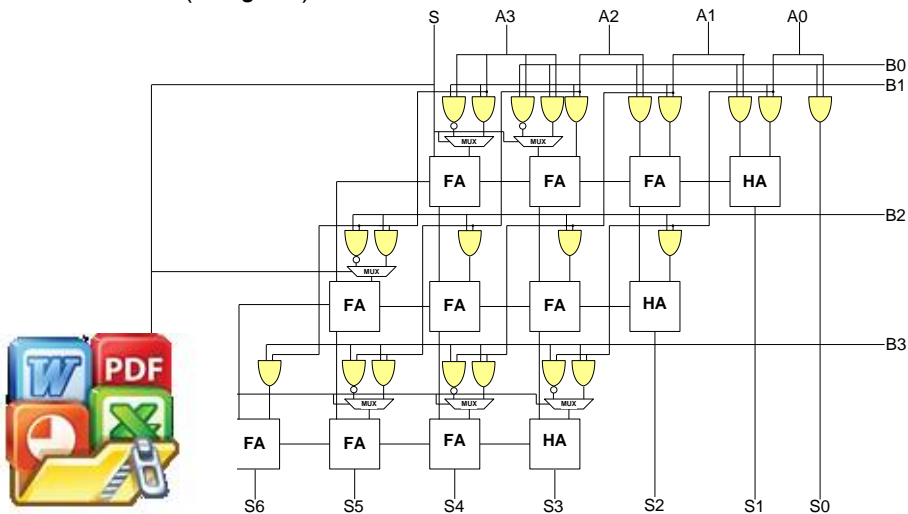 S A3 A2 A1 A0
B0
B1
MUX MUX
FA FA FA HA
B2
MUX
FA FA FA HA
B3
MUX MUX MUX
FA FA FA HA
S6 S5 S4 S3 S2 S1 S0
W PDF